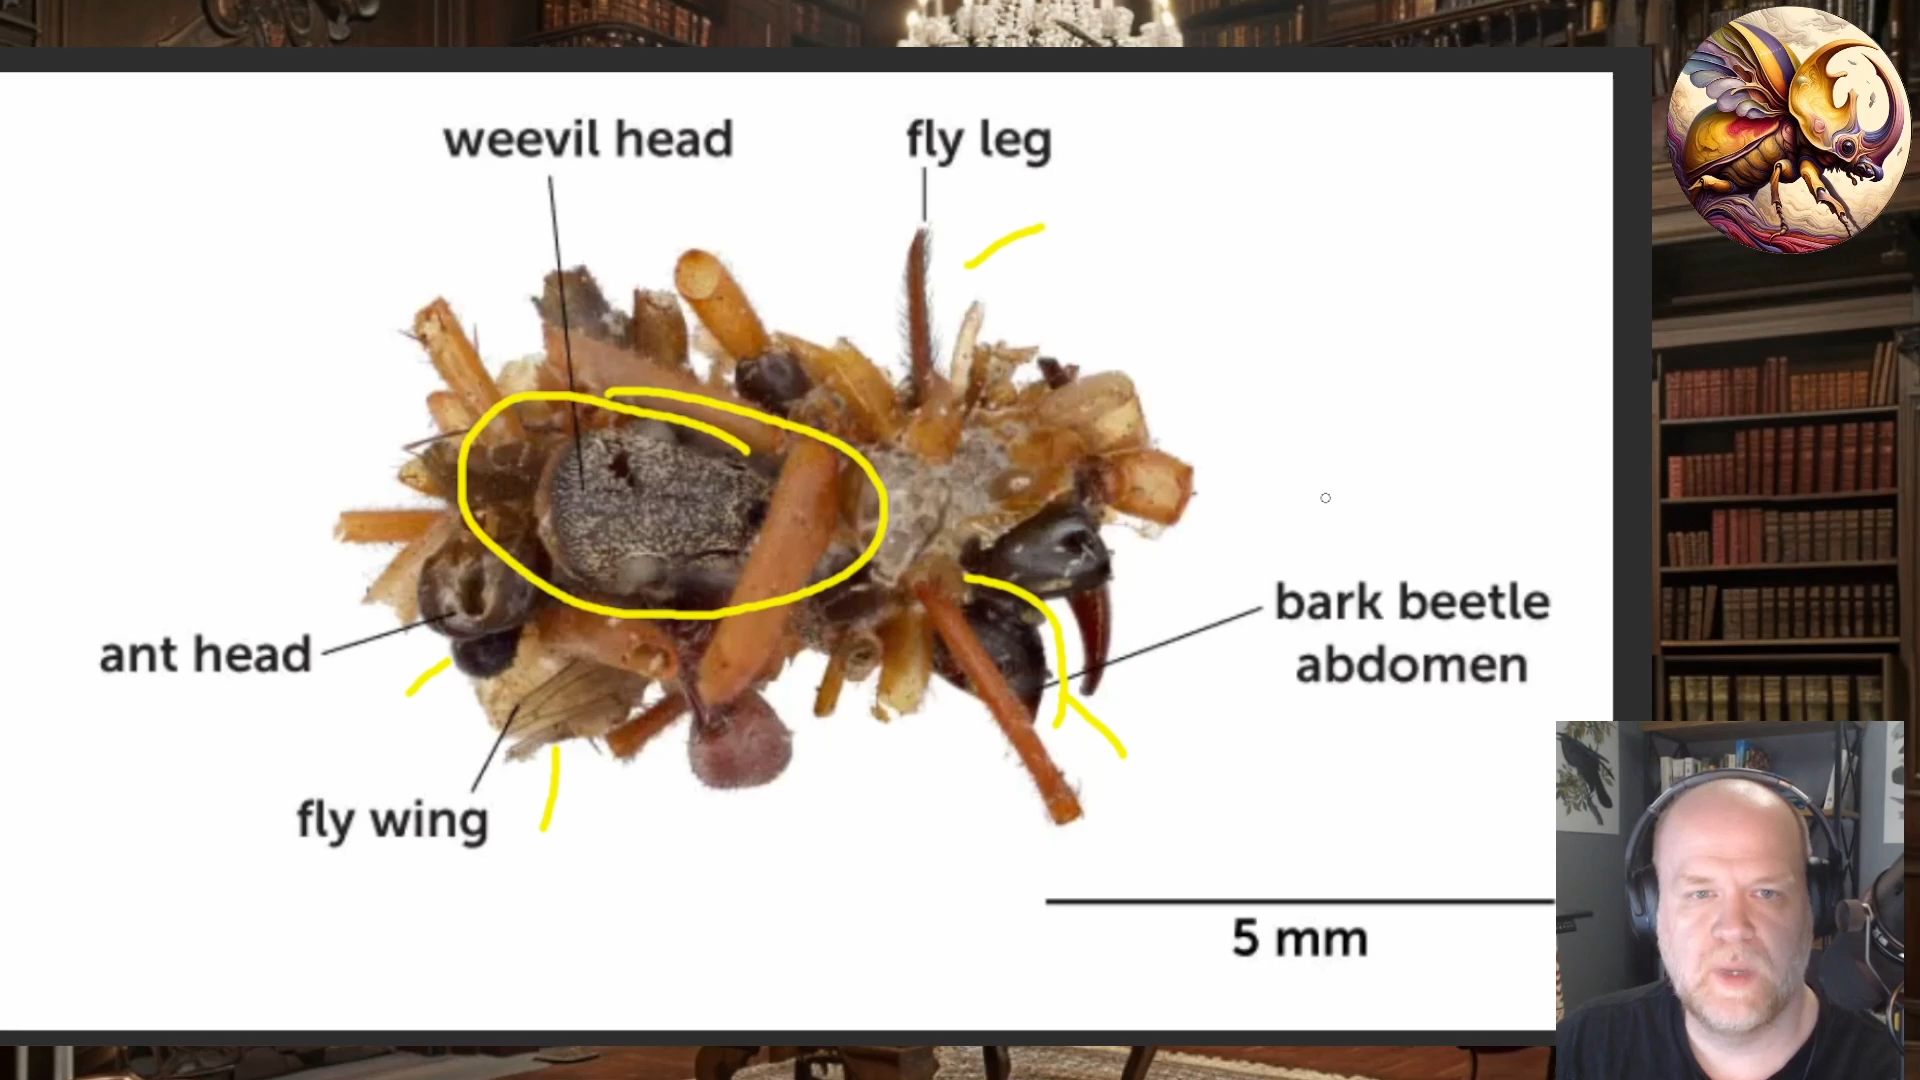 weevil head
fly leg
ant head
bark beetle
abdomen
fly wing
5 mm